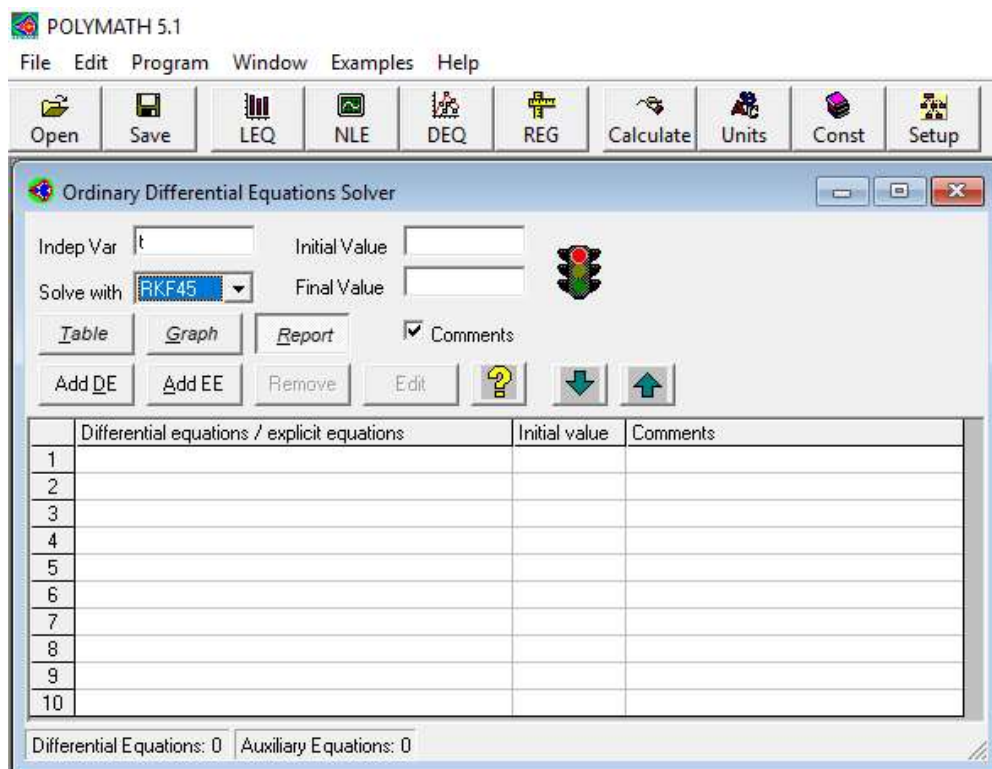 POLYMATH 5.1
File Edit Program Window Examples Help
Open Save LEQ NLE DEQ REG Calculate Units Const Setup
Ordinary Differential Equations Solver
Indep Var t Initial Value
Solve with RKF45 Final Value
Table Graph Report Comments
Add DE Add EE Remove Edit ?
Differential equations / explicit equations Initial value Comments
1
2
3
4
5
6
7
8
9
10
Differential Equations: 0 Auxiliary Equations: 0